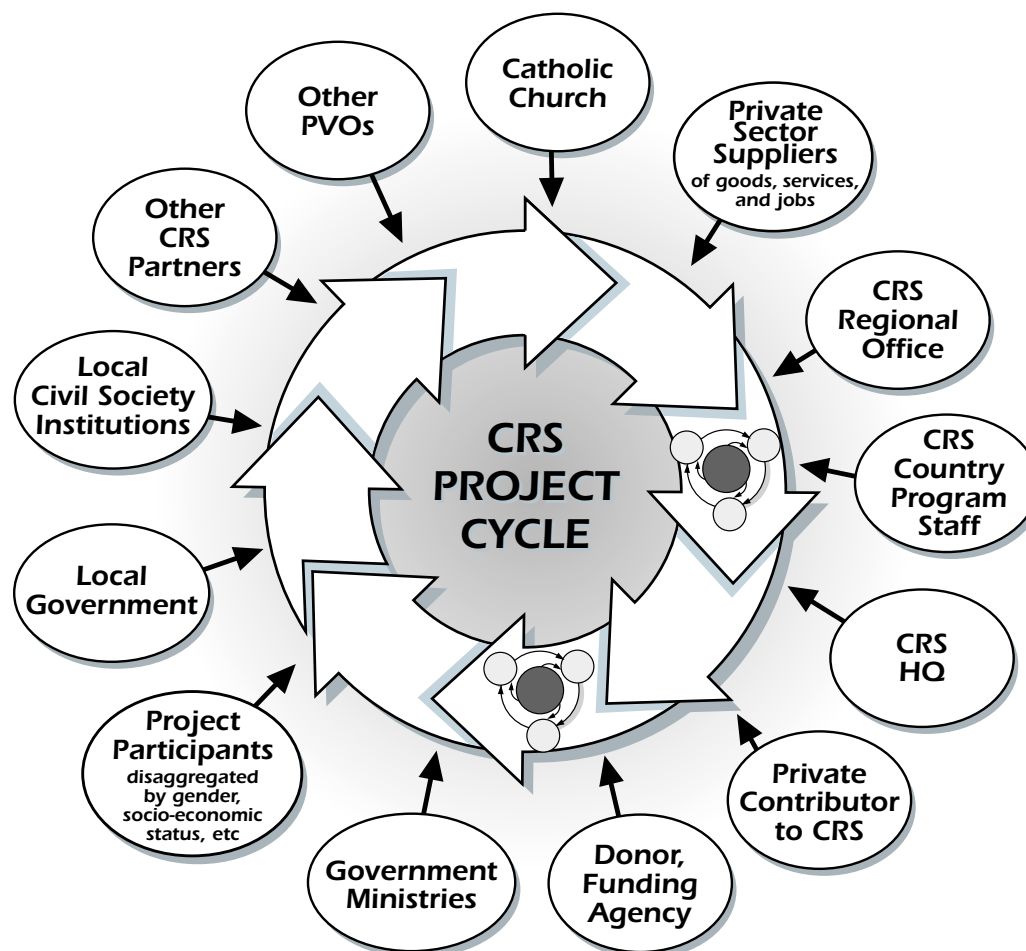 Other
PVOs
Catholic
Church
Private
Sector
Suppliers
of goods, services,
and jobs
Other
CRS
Partners
CRS
Regional
Office
Local
Civil Society
Institutions
CRS
PROJECT
CYCLE
CRS
Country
Program
Staff
Local
Government
CRS
HQ
Project
Participants
disaggregated
by gender,
socio-economic
status, etc
Private
Contributor
to CRS
Government
Ministries
Donor,
Funding
Agency